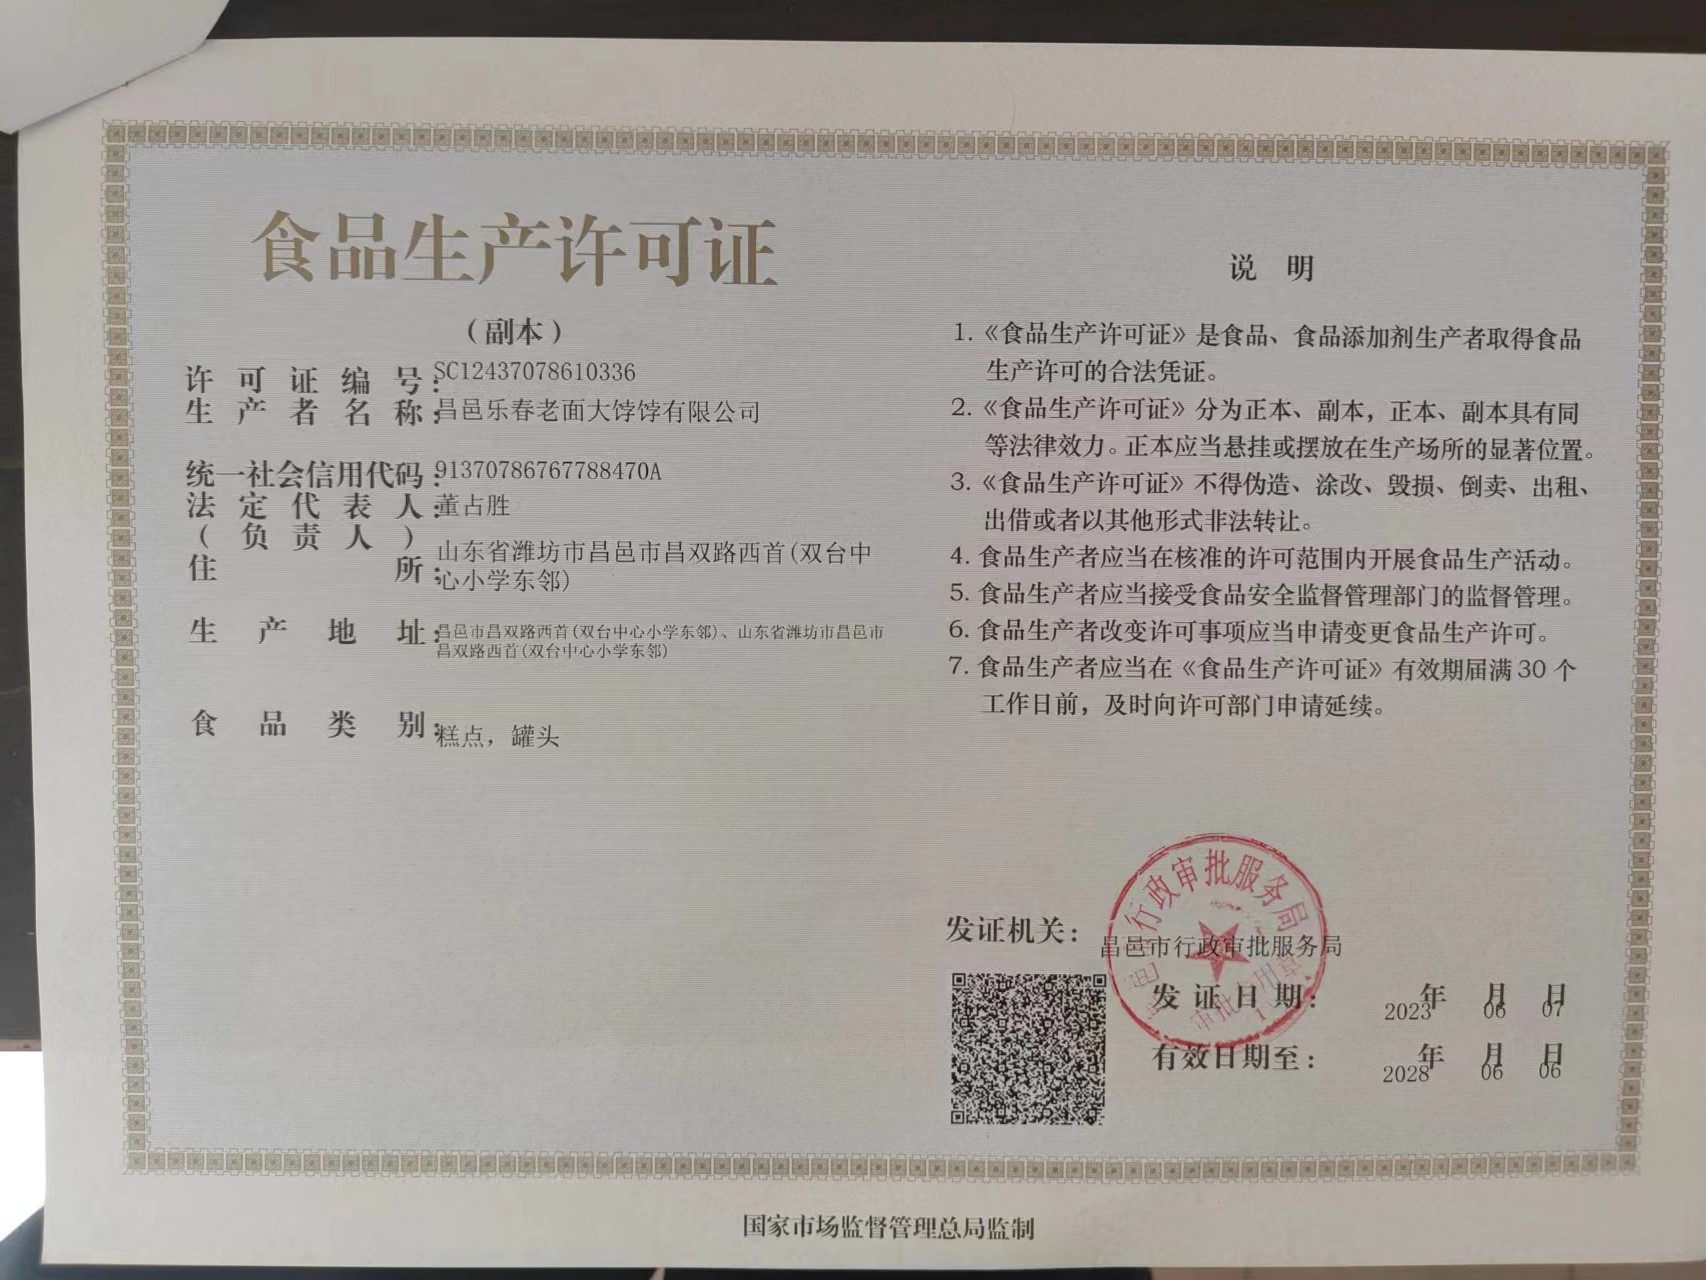 食品生产许可证
（副本）
许可证编号：SC12437078610336
生产者名称：昌邑乐春老面大饽饽有限公司
统一社会信用代码：91370786767788470A
法定代表人：董占胜
（负责人）
住所：山东省潍坊市昌邑市昌双路西首(双台中
心小学东邻)
生产地址：昌邑市昌双路西首(双台中心小学东邻)、山东省潍坊市昌邑市
昌双路西首(双台中心小学东邻)
食品类别：糕点，罐头
说 明
1.《食品生产许可证》是食品、食品添加剂生产者取得食品
生产许可的合法凭证。
2.《食品生产许可证》分为正本、副本，正本、副本具有同
等法律效力。正本应当悬挂或摆放在生产场所的显著位置。
3.《食品生产许可证》不得伪造、涂改、毁损、倒卖、出租、
出借或者以其他形式非法转让。
4. 食品生产者应当在核准的许可范围内开展食品生产活动。
5. 食品生产者应当接受食品安全监督管理部门的监督管理。
6. 食品生产者改变许可事项应当申请变更食品生产许可。
7. 食品生产者应当在《食品生产许可证》有效期届满 30 个
工作日前，及时向许可部门申请延续。
发证机关：昌邑市行政审批服务局
发证日期：2023年06月07日
有效日期至：2028年06月06日
行政审批服务局
国家市场监督管理总局监制